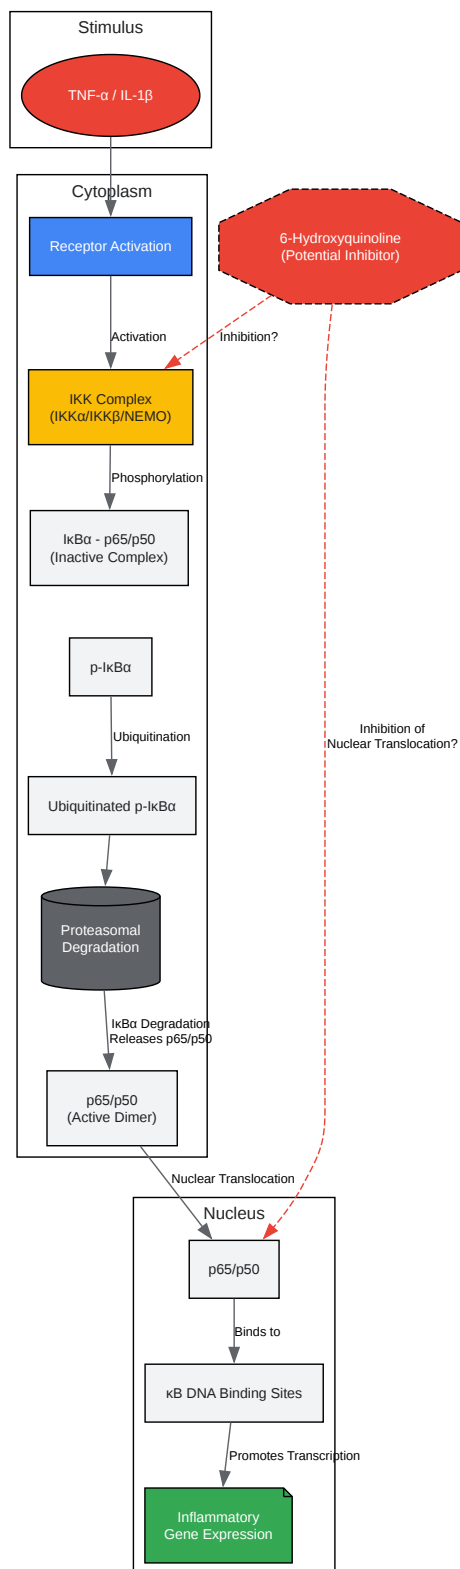 Stimulus
TNF-α / IL-1β
Cytoplasm
Receptor Activation
6-Hydroxyquinoline
(Potential Inhibitor)
Activation
Inhibition?
IKK Complex
(IKKα/IKKβ/NEMO)
Phosphorylation
IκBα - p65/p50
(Inactive Complex)
p-IκBα
Inhibition of
Nuclear Translocation?
Ubiquitination
Ubiquitinated p-IκBα
Proteasomal
Degradation
IκBα Degradation
Releases p65/p50
p65/p50
(Active Dimer)
Nuclear Translocation
Nucleus
p65/p50
Binds to
κB DNA Binding Sites
Promotes Transcription
Inflammatory
Gene Expression